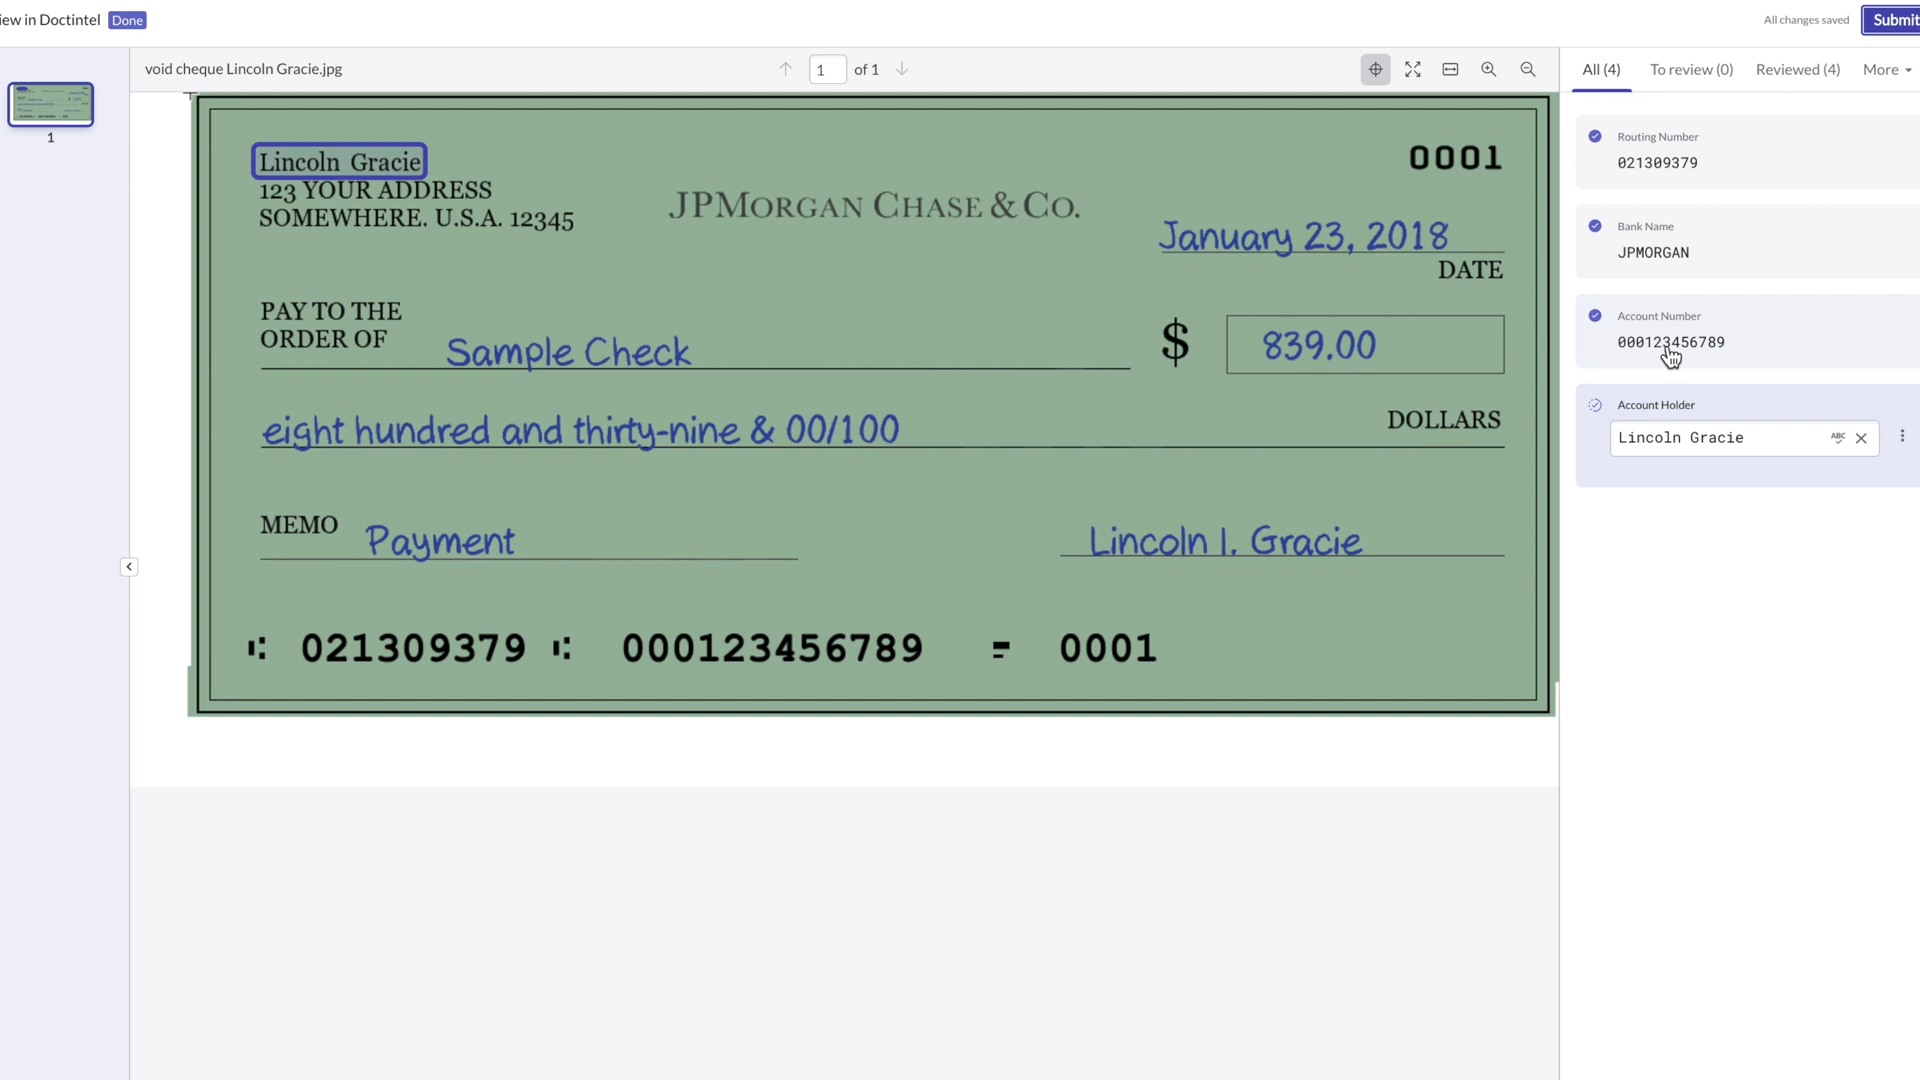 iew in Doctintel Done
All changes saved
Submit
void cheque Lincoln Gracie.jpg
1 of 1
All (4) To review (0) Reviewed (4) More
1
Lincoln Gracie
123 YOUR ADDRESS
SOMEWHERE. U.S.A. 12345
JPMORGAN CHASE & CO.
0001
January 23, 2018
DATE
PAY TO THE
ORDER OF Sample Check
$ 839.00
eight hundred and thirty-nine & 00/100 DOLLARS
MEMO Payment
Lincoln I. Gracie
⑆ 021309379 ⑆ 000123456789 ⑉ 0001
Routing Number
021309379
Bank Name
JPMORGAN
Account Number
000123456789
Account Holder
Lincoln Gracie ABC